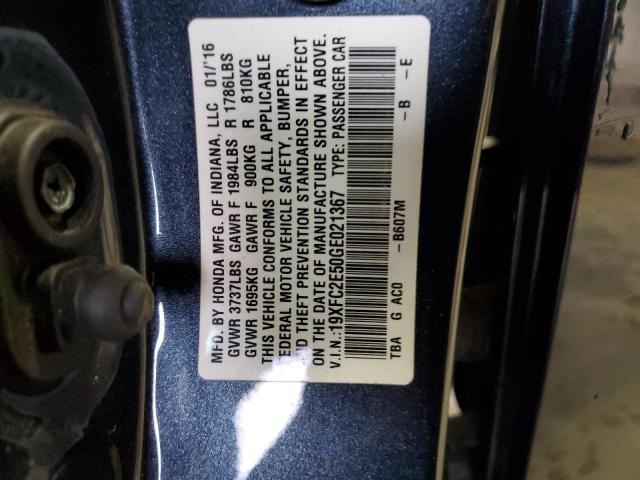 MFD. BY HONDA MFG. OF INDIANA, LLC 01/'16
GVWR 3737LBS GAWR F 1984LBS R 1786LBS
GVWR 1695KG GAWR F 900KG R 810KG
THIS VEHICLE CONFORMS TO ALL APPLICABLE
FEDERAL MOTOR VEHICLE SAFETY, BUMPER,
AND THEFT PREVENTION STANDARDS IN EFFECT
ON THE DATE OF MANUFACTURE SHOWN ABOVE.
V.I.N.:19XFC2E50GE021367 TYPE: PASSENGER CAR
TBA G AC0 -B607M -B -E